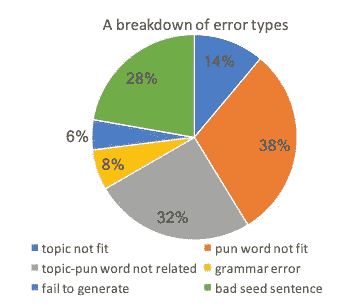 A breakdown of error types
14%
28%
6%
38%
8%
32%
topic not fit
pun word not fit
topic-pun word not related
grammar error
fail to generate
bad seed sentence